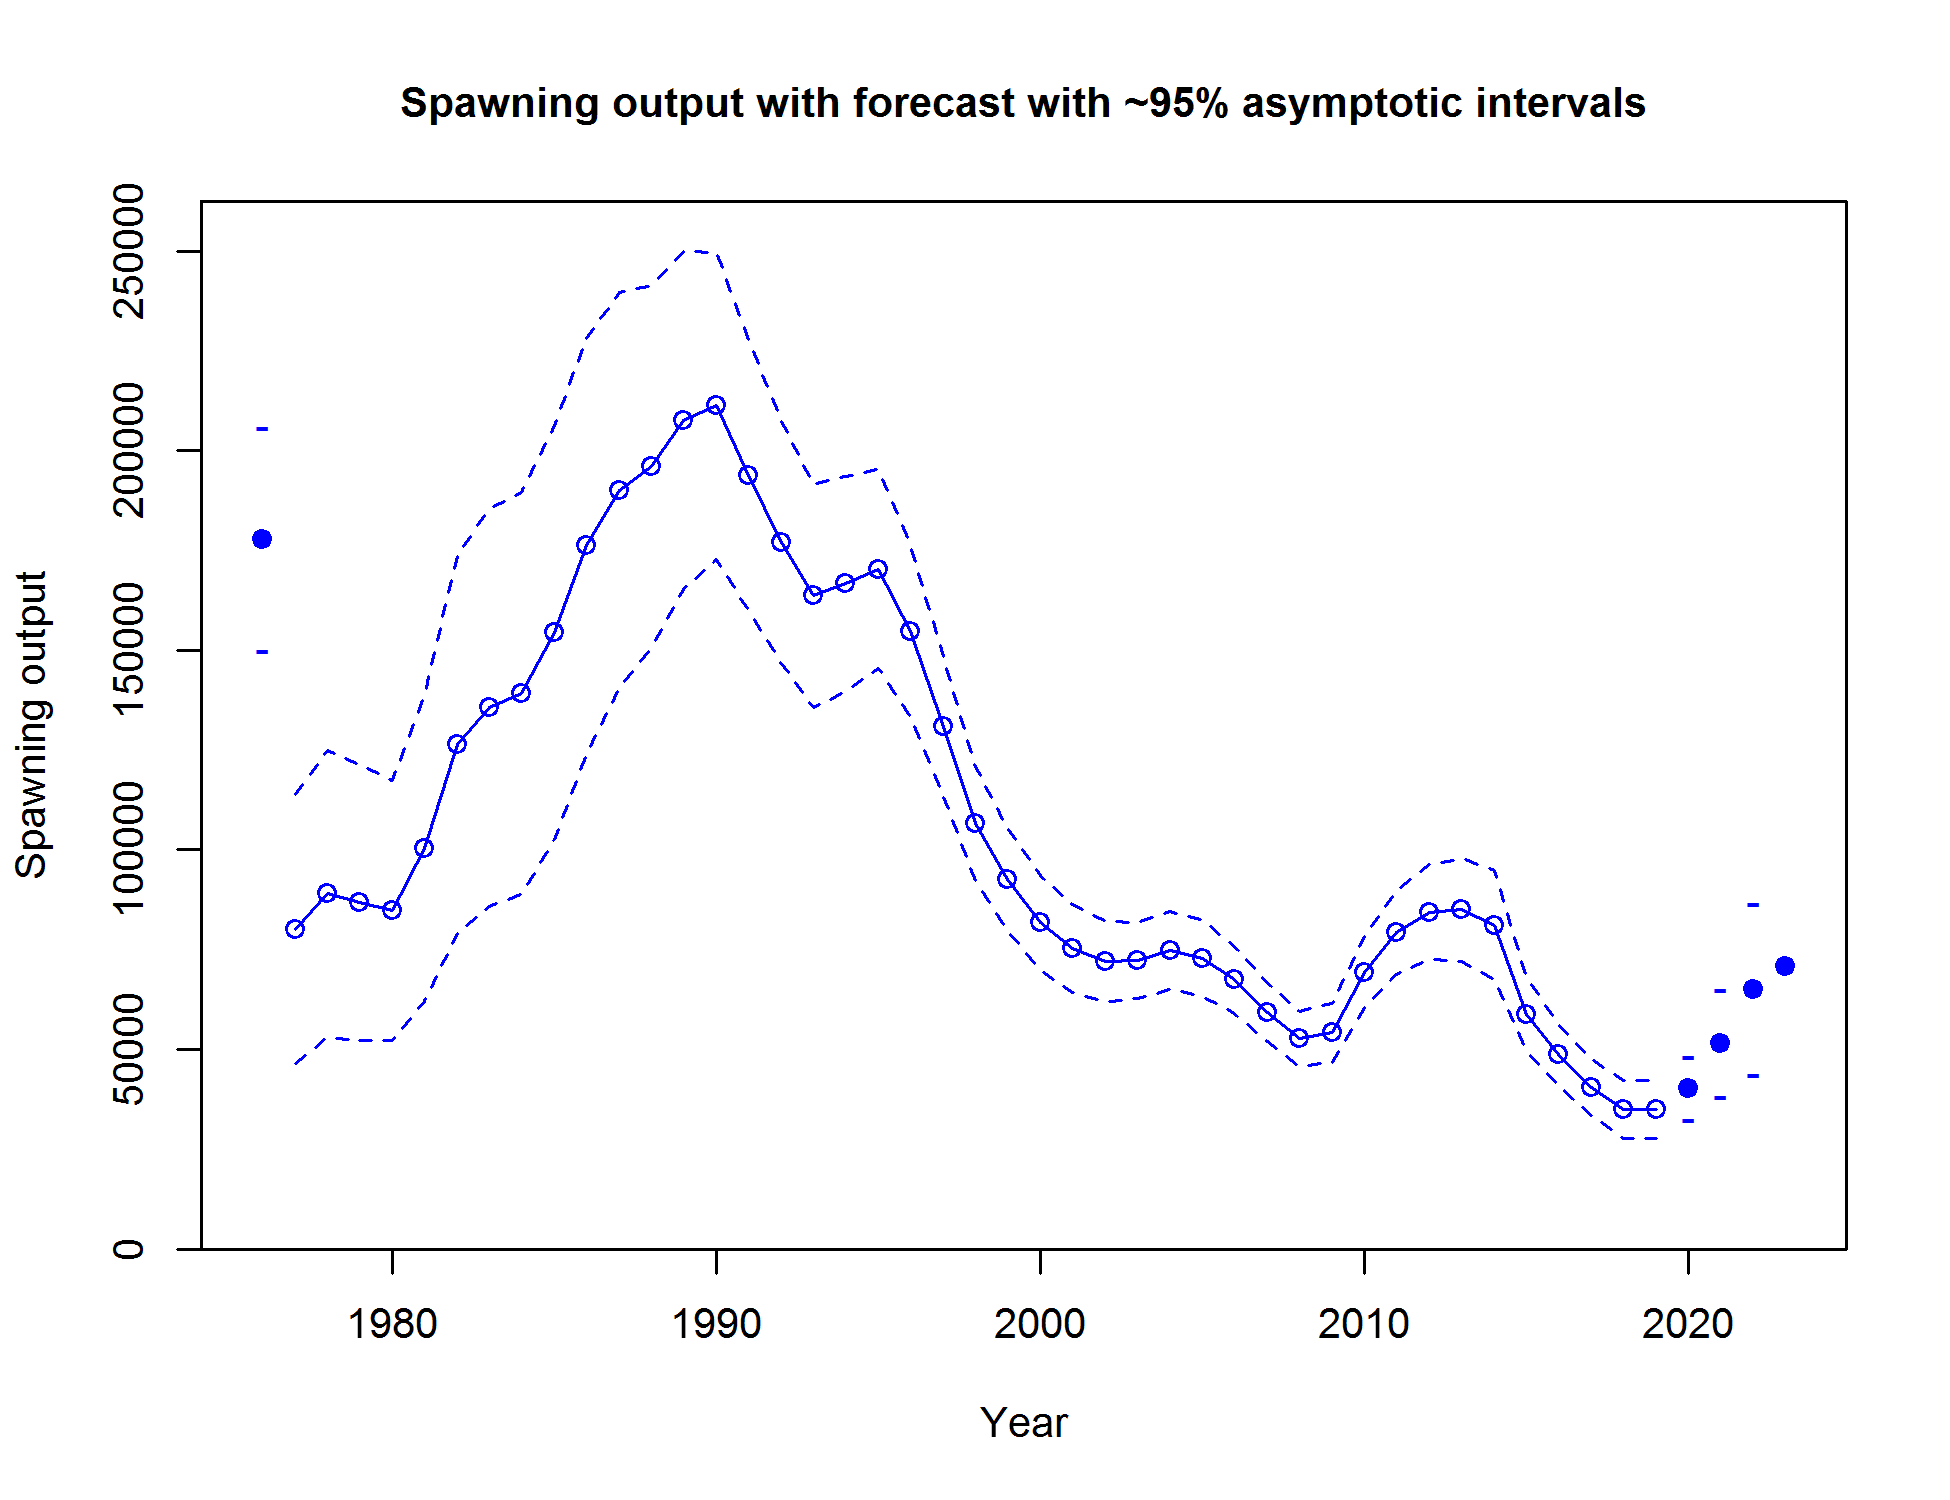 Spawning output with forecast with ~95% asymptotic intervals
Spawning output
250000
200000
150000
100000
50000
0
1980 1990 2000 2010 2020
Year